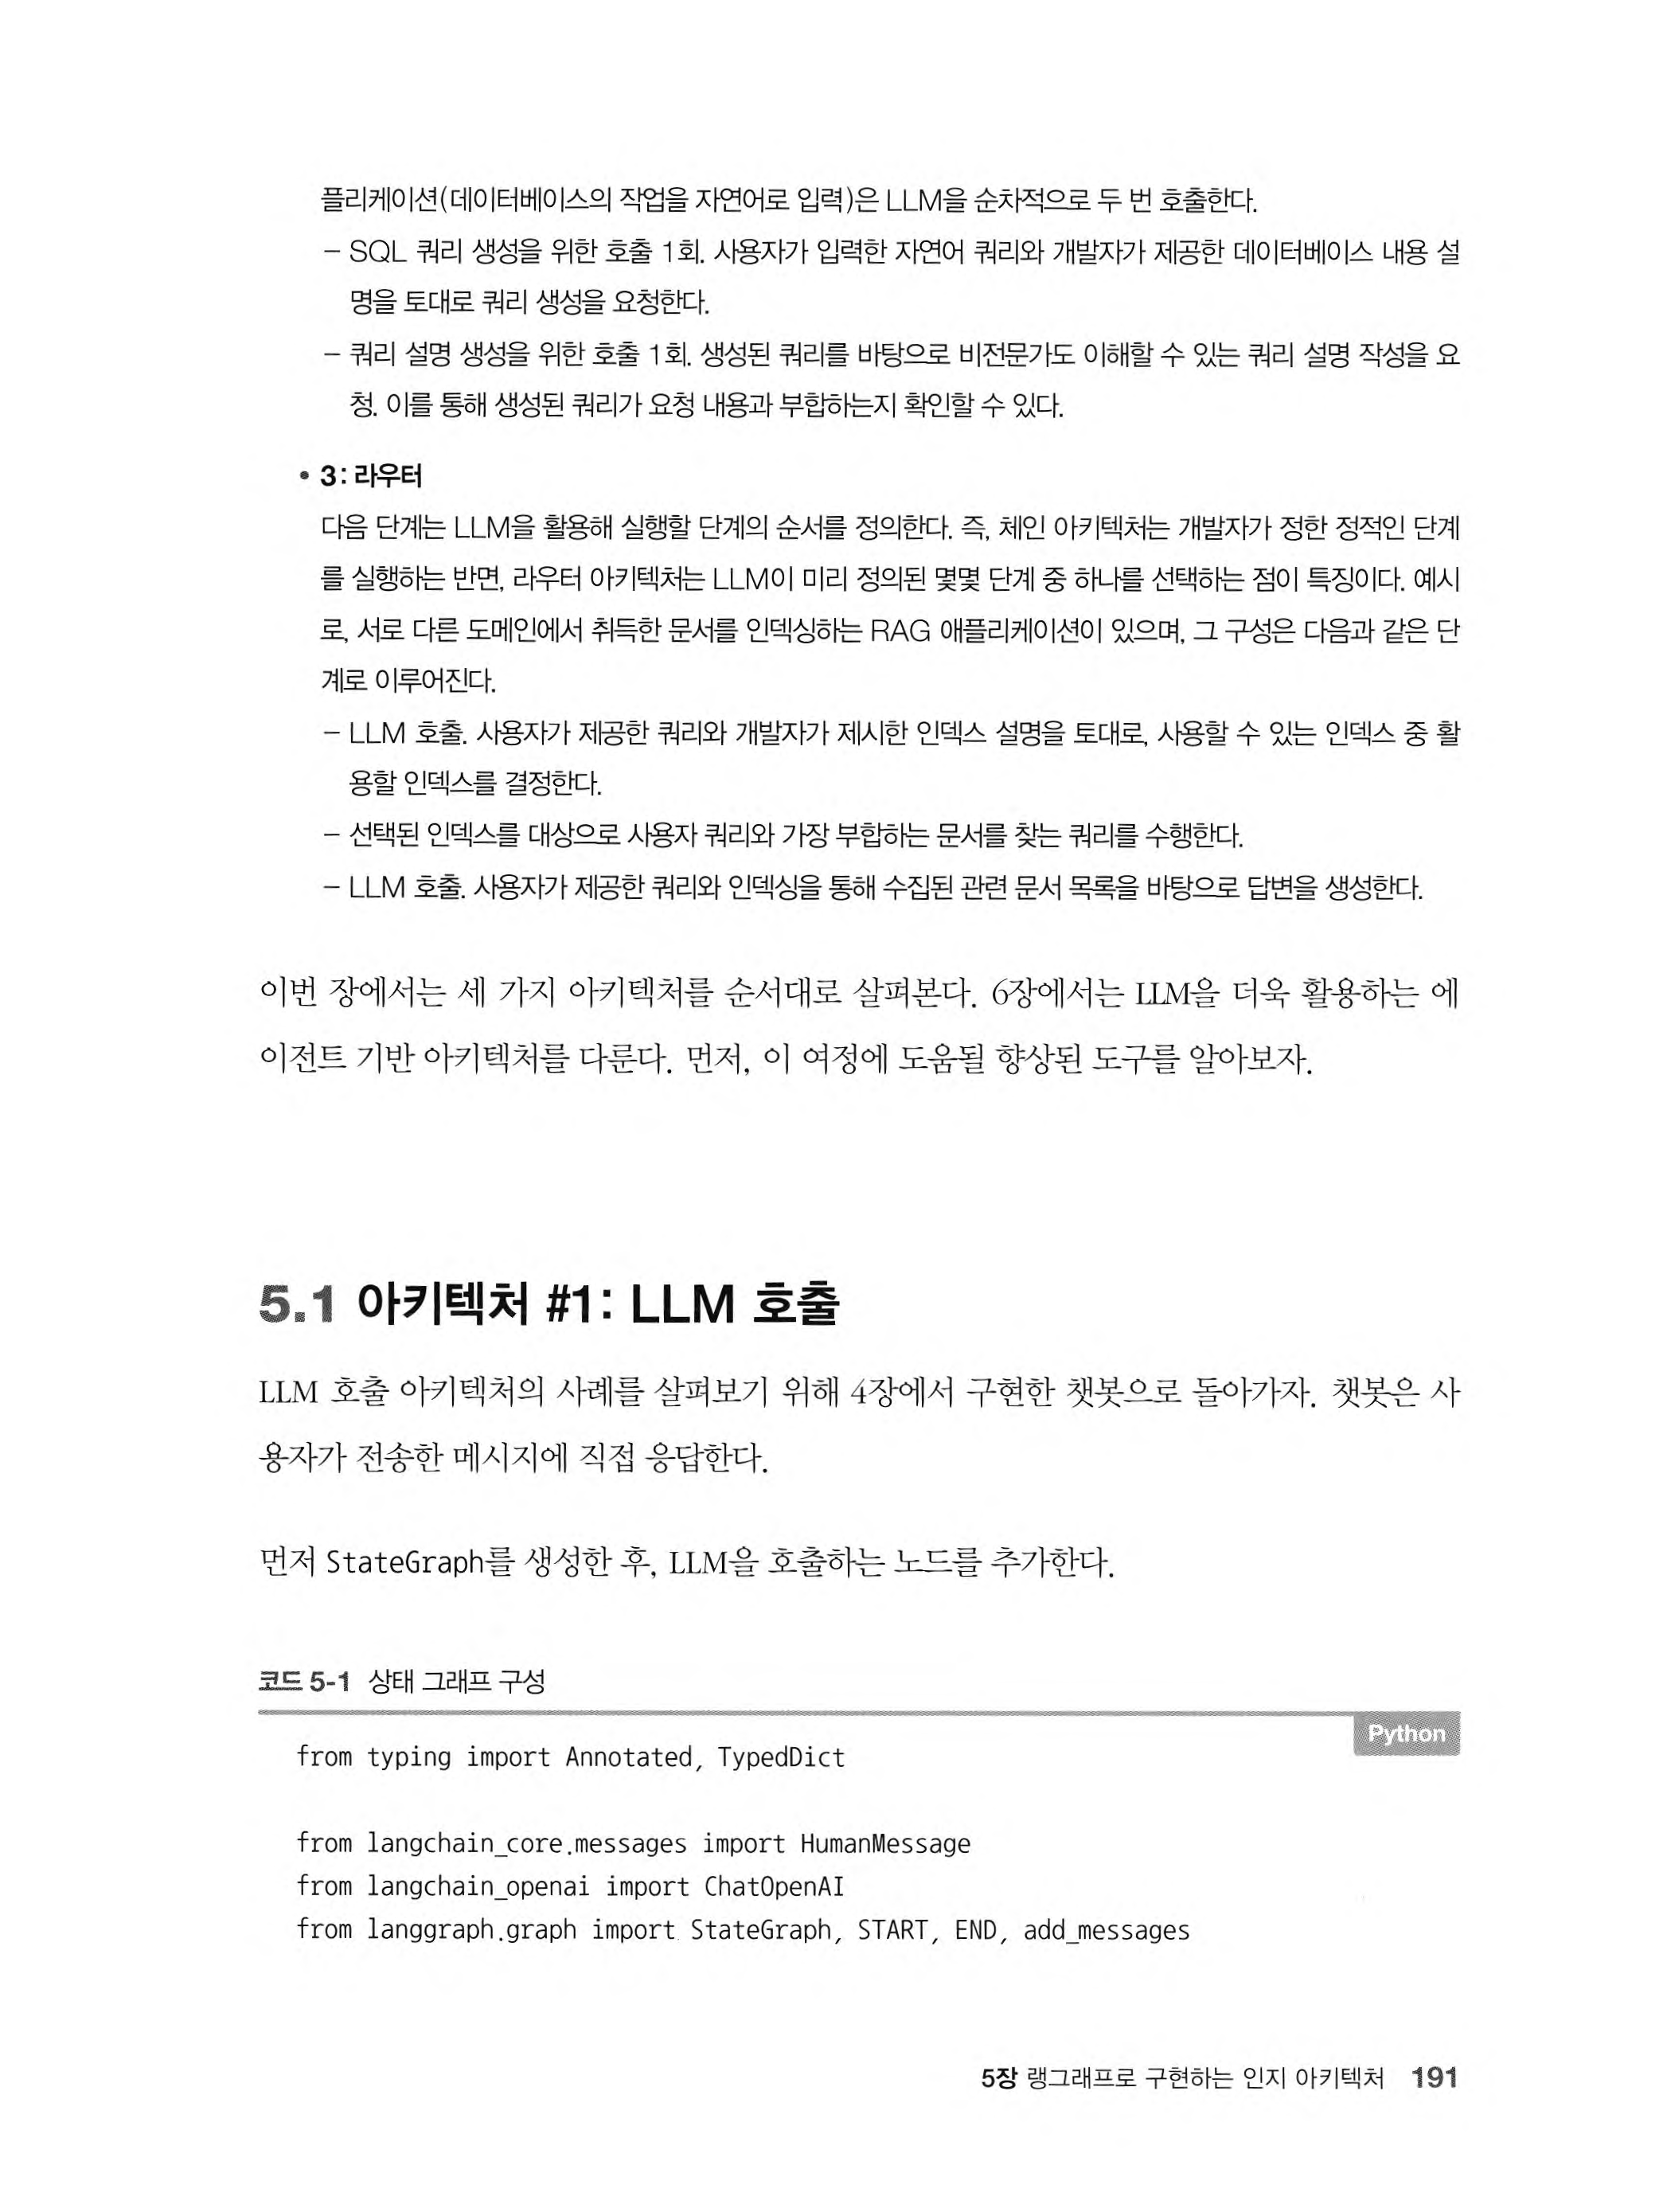 플리케이션(데이터베이스의 작업을 자연어로 입력)은 LLM을 순차적으로 두 번 호출한다.
– SQL 쿼리 생성을 위한 호출 1회. 사용자가 입력한 자연어 쿼리와 개발자가 제공한 데이터베이스 내용 설
명을 토대로 쿼리 생성을 요청한다.
– 쿼리 설명 생성을 위한 호출 1회. 생성된 쿼리를 바탕으로 비전문가도 이해할 수 있는 쿼리 설명 작성을 요
청. 이를 통해 생성된 쿼리가 요청 내용과 부합하는지 확인할 수 있다.
• 3: 라우터
다음 단계는 LLM을 활용해 실행할 단계의 순서를 정의한다. 즉, 체인 아키텍처는 개발자가 정한 정적인 단계
를 실행하는 반면, 라우터 아키텍처는 LLM이 미리 정의된 몇몇 단계 중 하나를 선택하는 점이 특징이다. 예시
로, 서로 다른 도메인에서 취득한 문서를 인덱싱하는 RAG 애플리케이션이 있으며, 그 구성은 다음과 같은 단
계로 이루어진다.
– LLM 호출. 사용자가 제공한 쿼리와 개발자가 제시한 인덱스 설명을 토대로, 사용할 수 있는 인덱스 중 활
용할 인덱스를 결정한다.
– 선택된 인덱스를 대상으로 사용자 쿼리와 가장 부합하는 문서를 찾는 쿼리를 수행한다.
– LLM 호출. 사용자가 제공한 쿼리와 인덱싱을 통해 수집된 관련 문서 목록을 바탕으로 답변을 생성한다.
이번 장에서는 세 가지 아키텍처를 순서대로 살펴본다. 6장에서는 LLM을 더욱 활용하는 에
이전트 기반 아키텍처를 다룬다. 먼저, 이 여정에 도움될 향상된 도구를 알아보자.
5.1 아키텍처 #1: LLM 호출
LLM 호출 아키텍처의 사례를 살펴보기 위해 4장에서 구현한 챗봇으로 돌아가자. 챗봇은 사
용자가 전송한 메시지에 직접 응답한다.
먼저 StateGraph를 생성한 후, LLM을 호출하는 노드를 추가한다.
코드 5-1 상태 그래프 구성
Python
from typing import Annotated, TypedDict
from langchain_core.messages import HumanMessage
from langchain_openai import ChatOpenAI
from langgraph.graph import StateGraph, START, END, add_messages
5장 랭그래프로 구현하는 인지 아키텍처 191